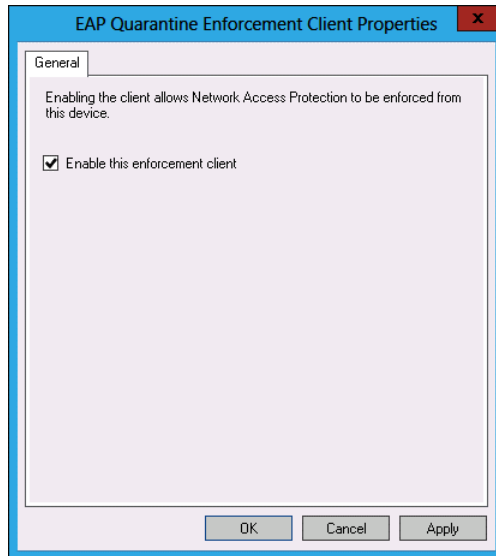 EAP Quarantine Enforcement Client Properties
x
General
Enabling the client allows Network Access Protection to be enforced from
this device.
Enable this enforcement client
OK Cancel Apply